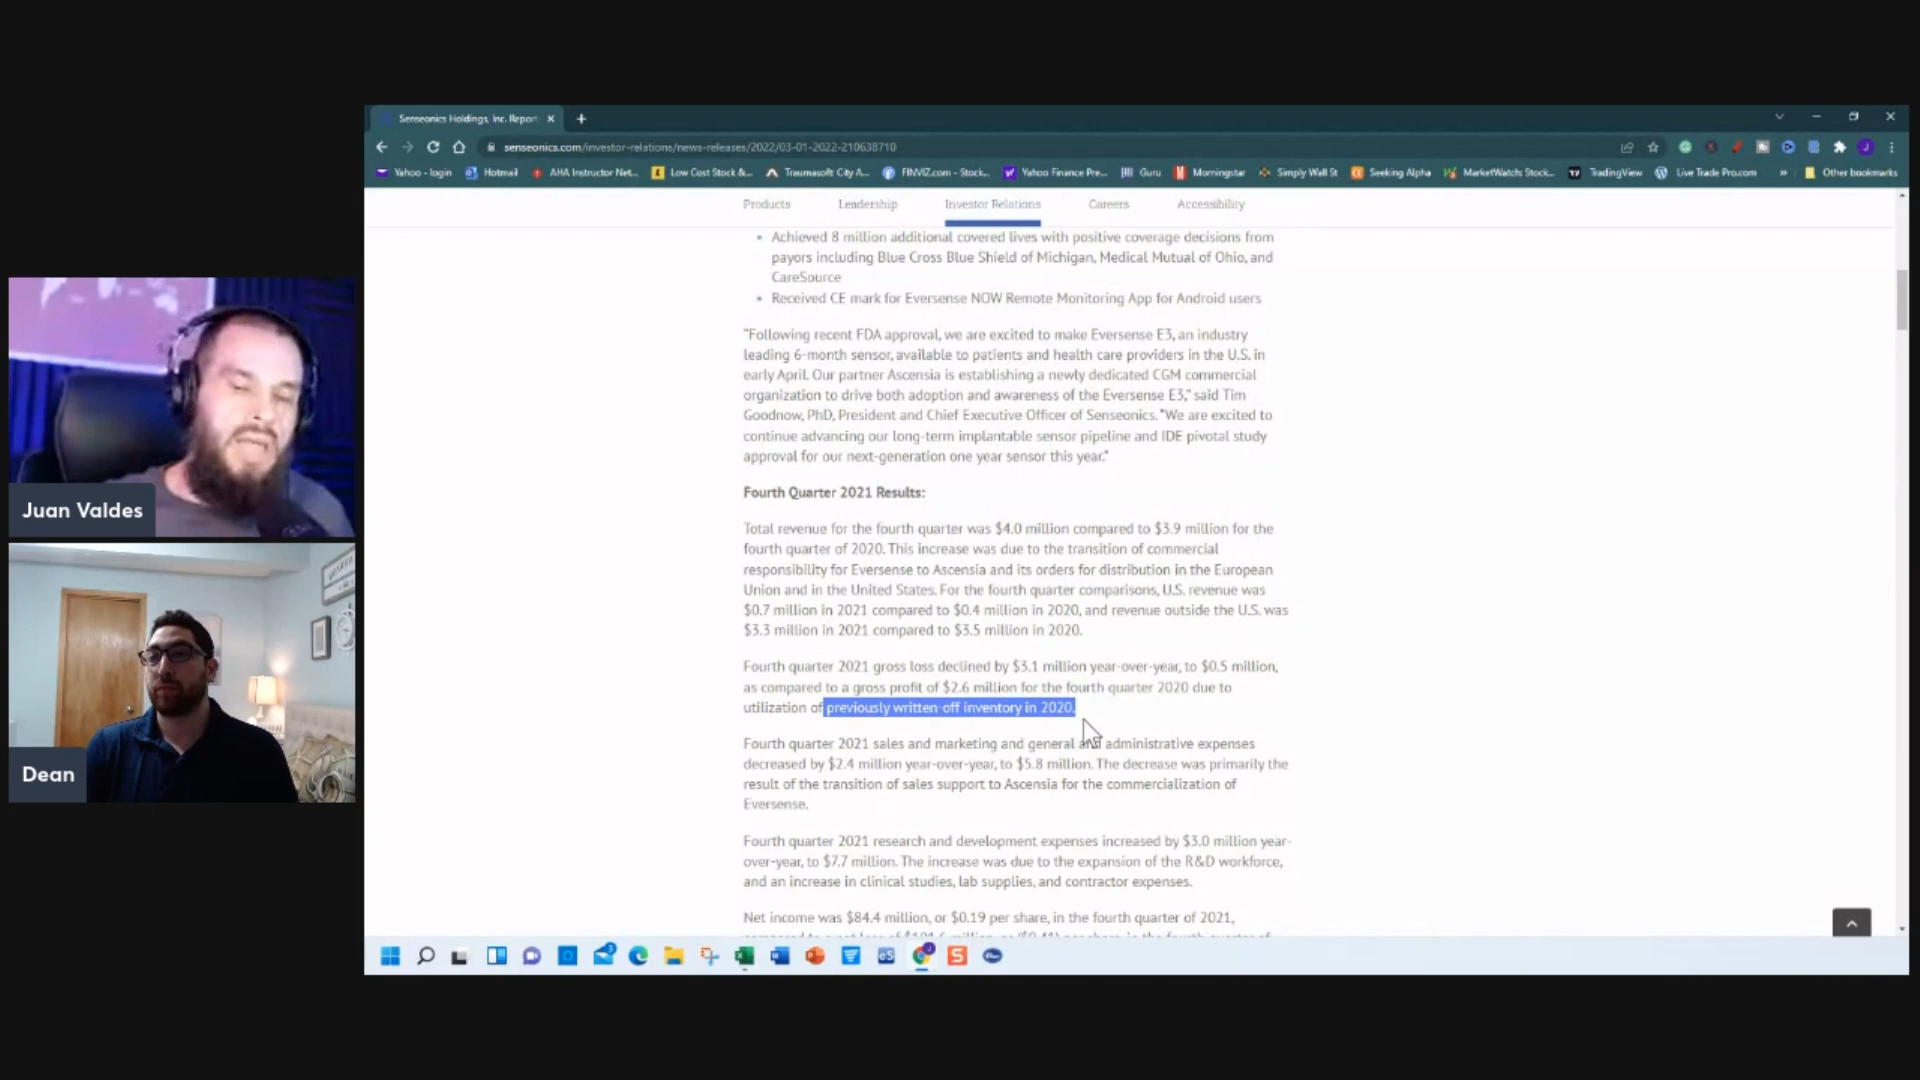 Senseonics Holdings, Inc. Report
senseonics.com/investor-relations/news-releases/2022/03-01-2022-210638710
Yahoo - login
Hotmail
AHA Instructor Net...
Low Cost Stock &...
Traumasoft City A...
FINVIZ.com - Stock...
Yahoo Finance Pre...
Guru
Morningstar
Simply Wall St
Seeking Alpha
MarketWatch: Stock...
TradingView
Live Trade Pro.com
»
Other bookmarks
Products
Leadership
Investor Relations
Careers
Accessibility
• Achieved 8 million additional covered lives with positive coverage decisions from
payors including Blue Cross Blue Shield of Michigan, Medical Mutual of Ohio, and
CareSource
• Received CE mark for Eversense NOW Remote Monitoring App for Android users
"Following recent FDA approval, we are excited to make Eversense E3, an industry
leading 6-month sensor, available to patients and health care providers in the U.S. in
early April. Our partner Ascensia is establishing a newly dedicated CGM commercial
organization to drive both adoption and awareness of the Eversense E3," said Tim
Goodnow, PhD, President and Chief Executive Officer of Senseonics. "We are excited to
continue advancing our long-term implantable sensor pipeline and IDE pivotal study
approval for our next-generation one year sensor this year."
Fourth Quarter 2021 Results:
Total revenue for the fourth quarter was $4.0 million compared to $3.9 million for the
fourth quarter of 2020. This increase was due to the transition of commercial
responsibility for Eversense to Ascensia and its orders for distribution in the European
Union and in the United States. For the fourth quarter comparisons, U.S. revenue was
$0.7 million in 2021 compared to $0.4 million in 2020, and revenue outside the U.S. was
$3.3 million in 2021 compared to $3.5 million in 2020.
Fourth quarter 2021 gross loss declined by $3.1 million year-over-year, to $0.5 million,
as compared to a gross profit of $2.6 million for the fourth quarter 2020 due to
utilization of previously written-off inventory in 2020.
Fourth quarter 2021 sales and marketing and general and administrative expenses
decreased by $2.4 million year-over-year, to $5.8 million. The decrease was primarily the
result of the transition of sales support to Ascensia for the commercialization of
Eversense.
Fourth quarter 2021 research and development expenses increased by $3.0 million year-
over-year, to $7.7 million. The increase was due to the expansion of the R&D workforce,
and an increase in clinical studies, lab supplies, and contractor expenses.
Net income was $84.4 million, or $0.19 per share, in the fourth quarter of 2021,
Juan Valdes
Dean